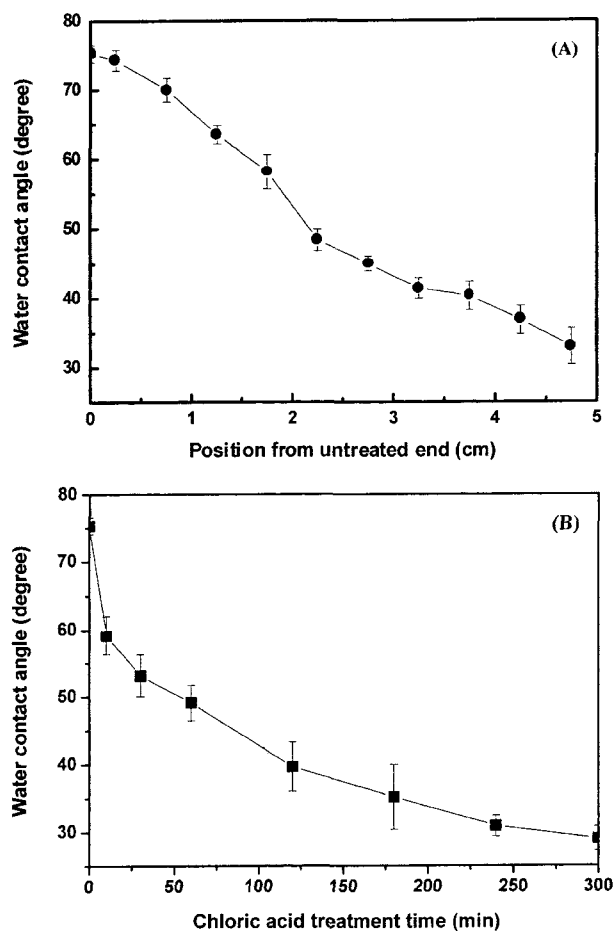 80
(A)
70
60
50
40
30
Water contact angle (degree)
0 1 2 3 4 5
Position from untreated end (cm)
80
(B)
70
60
50
40
30
Water contact angle (degree)
0 50 100 150 200 250 300
Chloric acid treatment time (min)